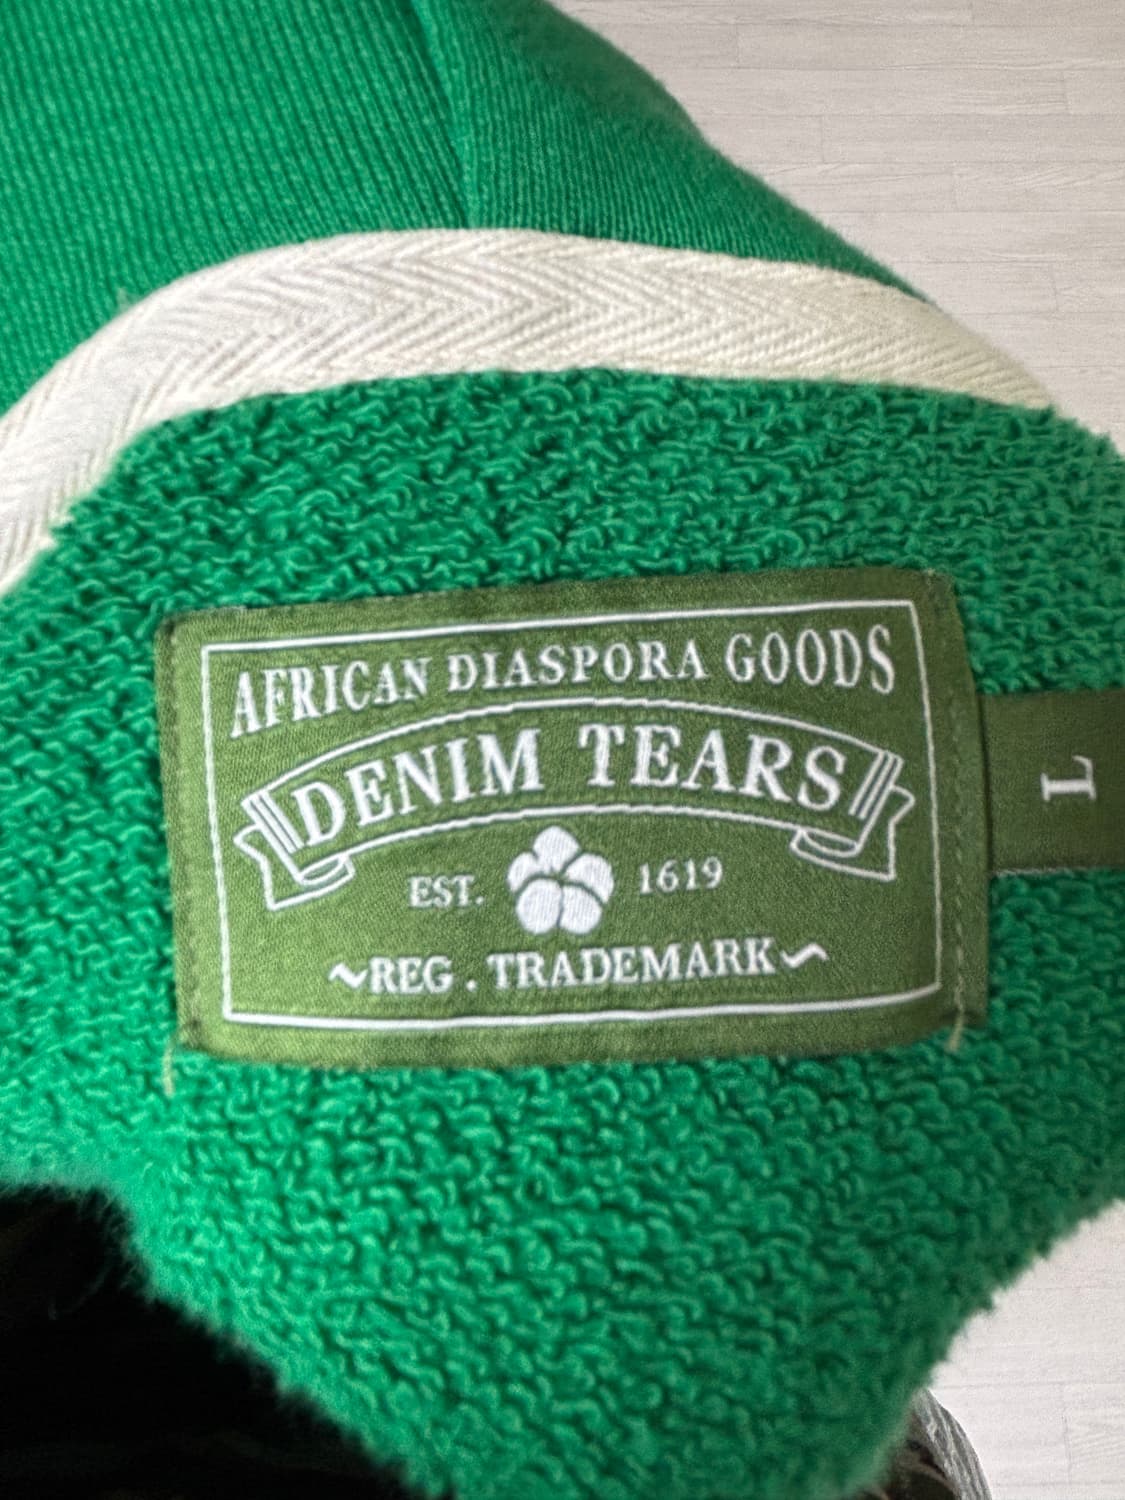 AFRICAN DIASPORA GOODS
DENIM TEARS
EST. 1619
~REG . TRADEMARK~
L